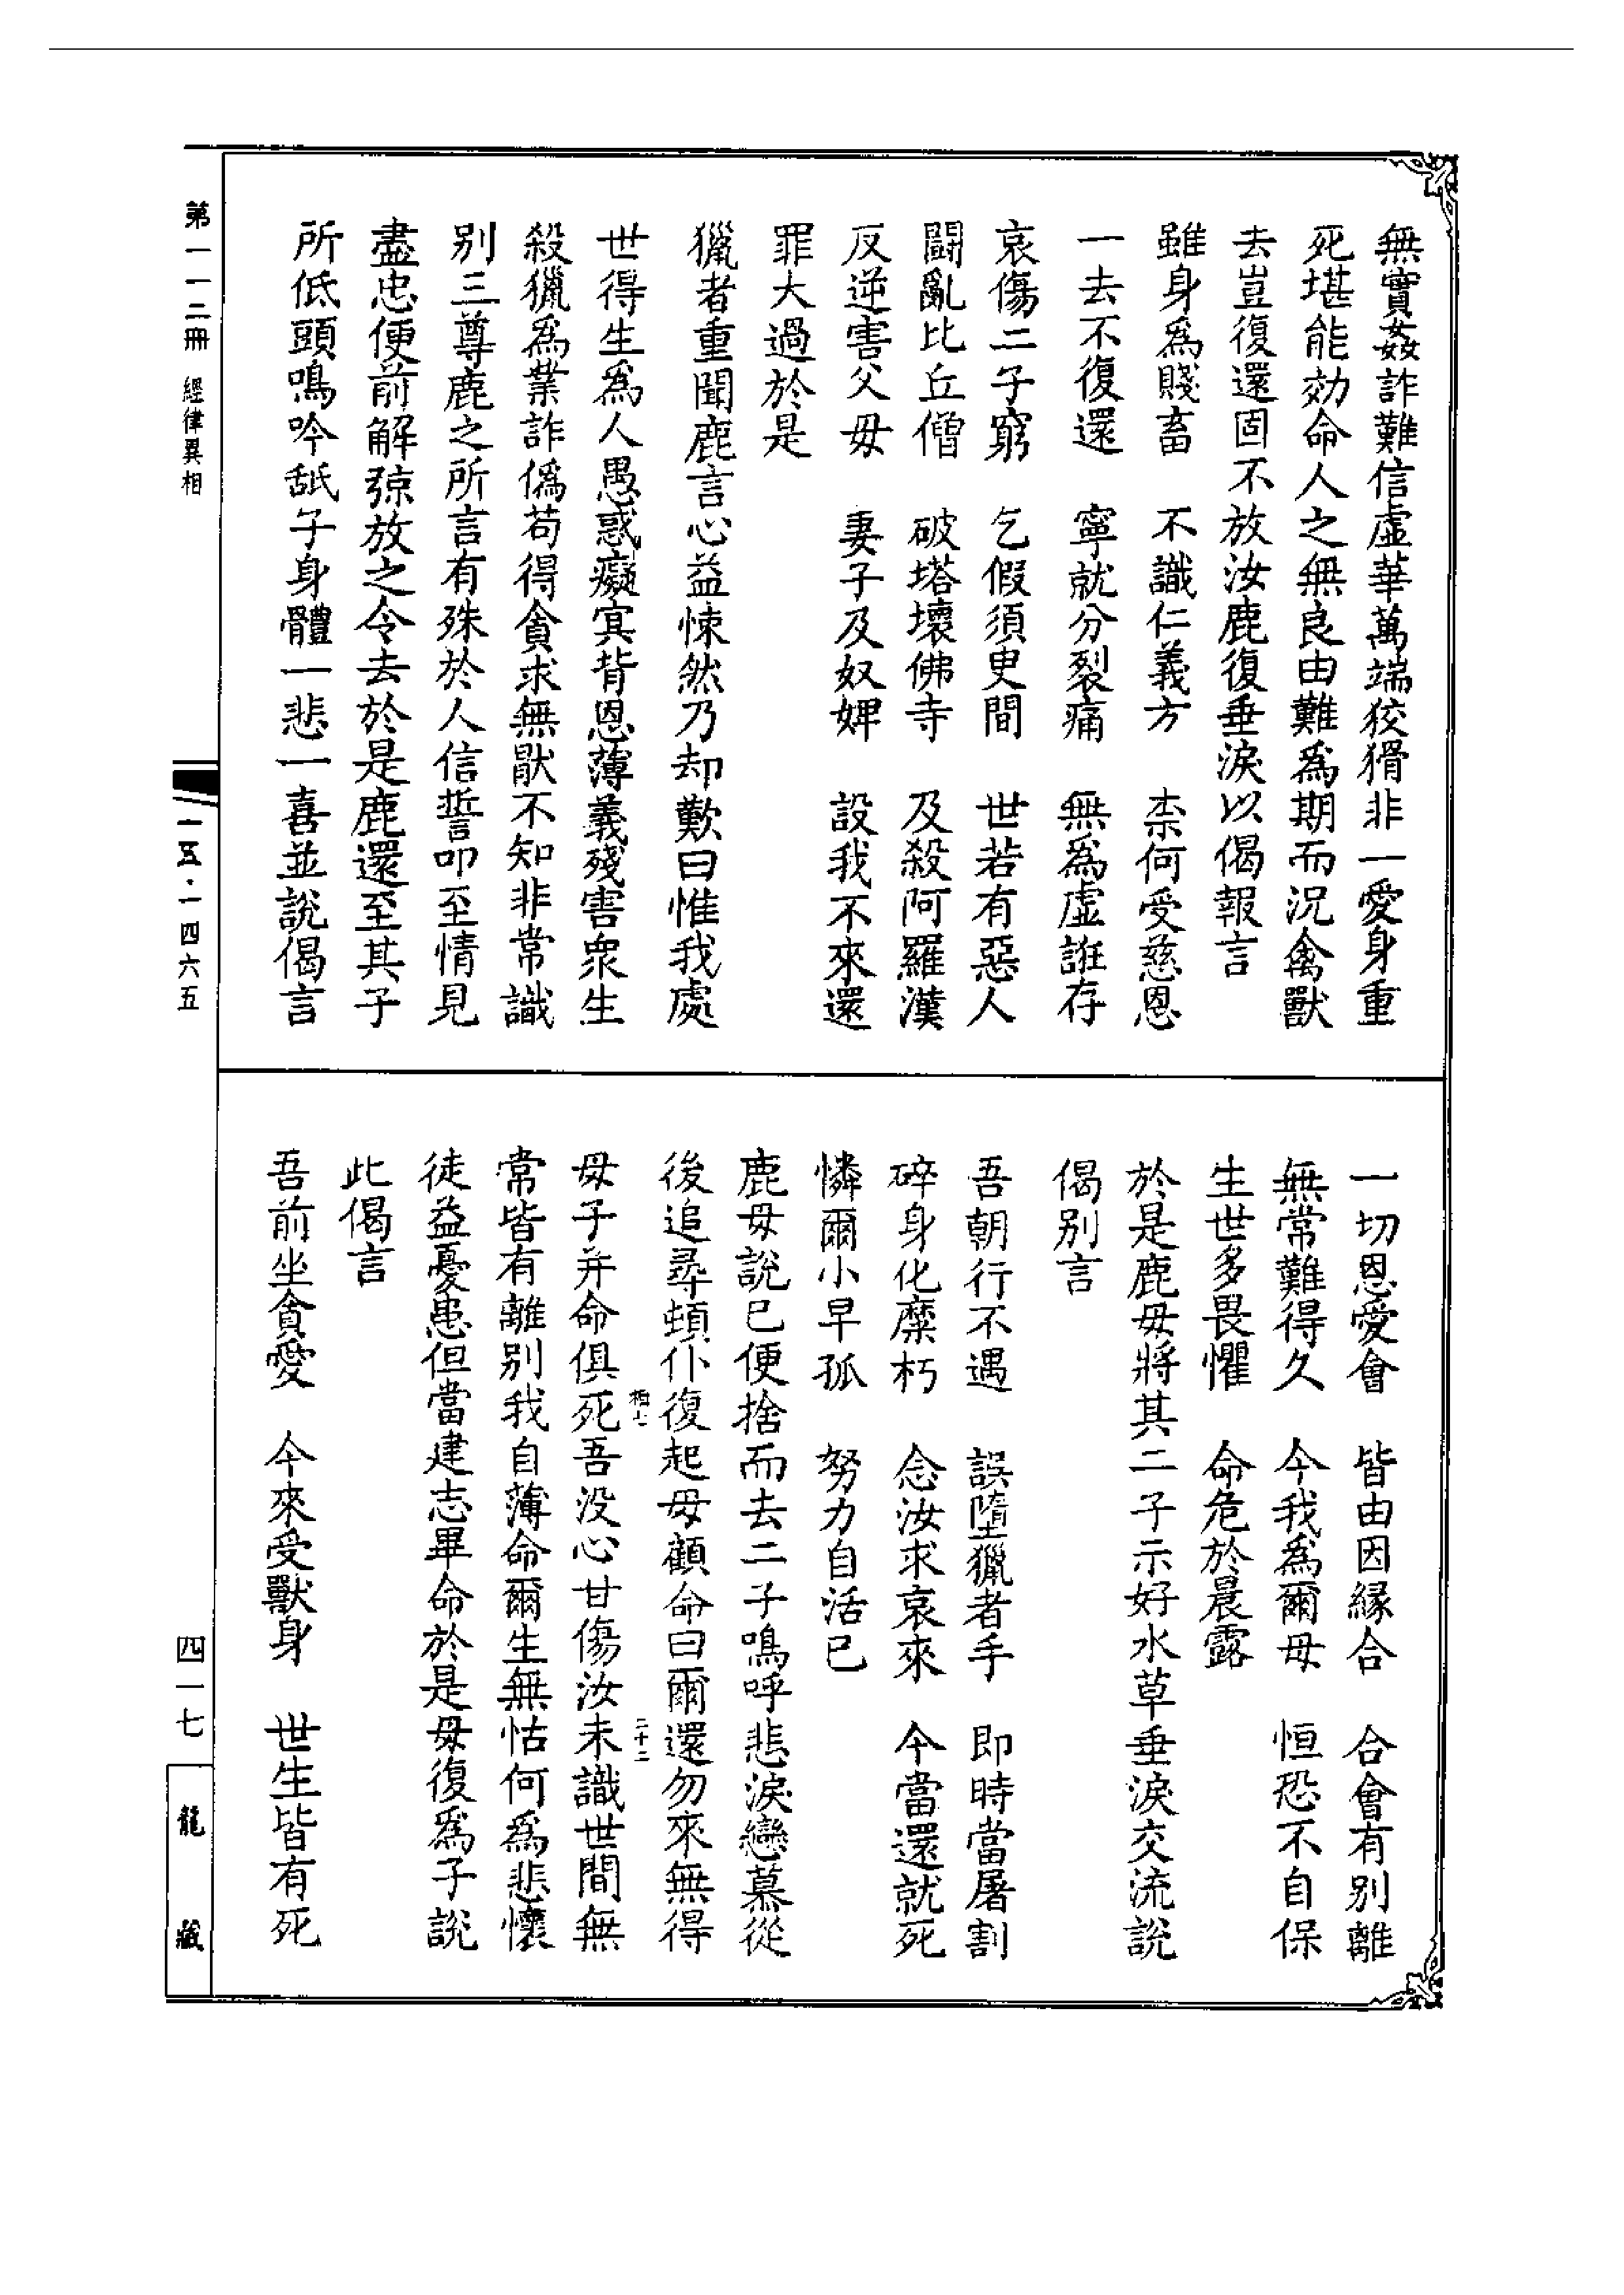 無實姦詐難信虛華萬端狡猾非一愛身重
死堪能効命人之無良由難為期而況禽獸
去豈復還固不放汝鹿復垂淚以偈報言
雖身為賤畜　不識仁義方　柰何受慈恩
一去不復還　寧就分裂痛　無為虛誑存
哀傷二子窮　乞假須臾間　世若有惡人
鬪亂比丘僧　破塔壞佛寺　及殺阿羅漢
反逆害父母　妻子及奴婢　設我不來還
罪大過於是
獵者重聞鹿言心益悚然乃却歎曰惟我處
世得生為人愚惑癡冥背恩薄義殘害衆生
殺獵為業詐偽苟得貪求無猒不知非常識
別三尊鹿之所言有殊於人信誓叩至情見
盡忠便前解弶放之令去於是鹿還至其子
所低頭鳴吟舐子身體一悲一喜並說偈言
一切恩愛會　皆由因緣合　合會有別離
無常難得久　今我為爾母　恒恐不自保
生世多畏懼　命危於晨露
於是鹿母將其二子示好水草垂淚交流說
偈別言
吾朝行不遇　誤墮獵者手　即時當屠割
碎身化糜朽　念汝求哀來　今當還就死
憐爾小早孤　努力自活已
鹿母說已便捨而去二子鳴呼悲淚戀慕從
後追尋頓仆復起母顧命曰爾還勿來無得
母子并命俱死吾没心甘傷汝未識世間無
常皆有離別我自薄命爾生無怙何為悲懷
徒益憂患但當建志畢命於是母復為子說
此偈言
吾前坐貪愛　今來受獸身　世生皆有死
第一一二冊　經律異相
一五·一四六五
四一七
龍藏
二十二